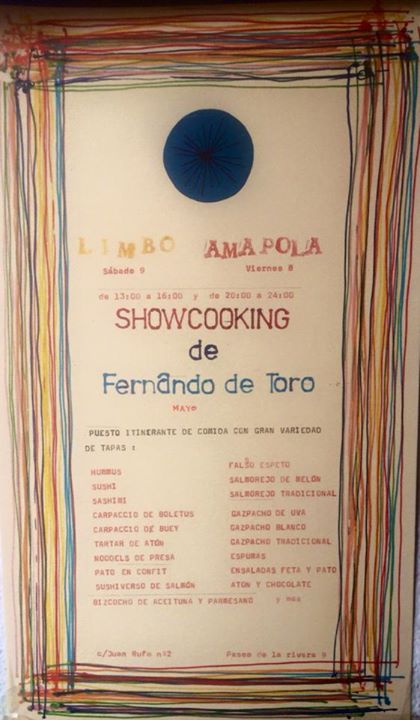 LIMBO AMAPOLA
Sábado 9 Viernes 8
de 13:00 a 16:00 y de 20:00 a 24:00
SHOWCOOKING
de
Fernando de Toro
MAYO
PUESTO ITINERANTE DE COMIDA CON GRAN VARIEDAD
DE TAPAS :
HUMMUS
SUSHI
SASHIMI
CARPACCIO DE BOLETUS
CARPACCIO DE BUEY
TARTAR DE ATÚN
NOODELS DE PRESA
PATO EN CONFIT
SUSHIVERSO DE SALMÓN
BIZCOCHO DE ACEITUNA Y PARMESANO
FALSO ESPETO
SALMOREJO DE MELÓN
SALMOREJO TRADICIONAL
GAZPACHO DE UVA
GAZPACHO BLANCO
GAZPACHO TRADICIONAL
ESPUMAS
ENSALADAS FETA Y PATO
ATÚN Y CHOCOLATE
y mas
c/Juan Rufo nº2 Paseo de la rivera 9